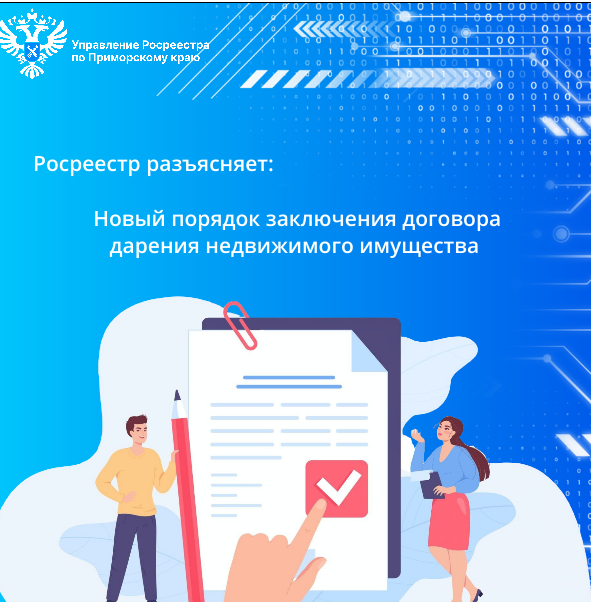 Управление Росреестра
по Приморскому краю
Росреестр разъясняет:
Новый порядок заключения договора
дарения недвижимого имущества